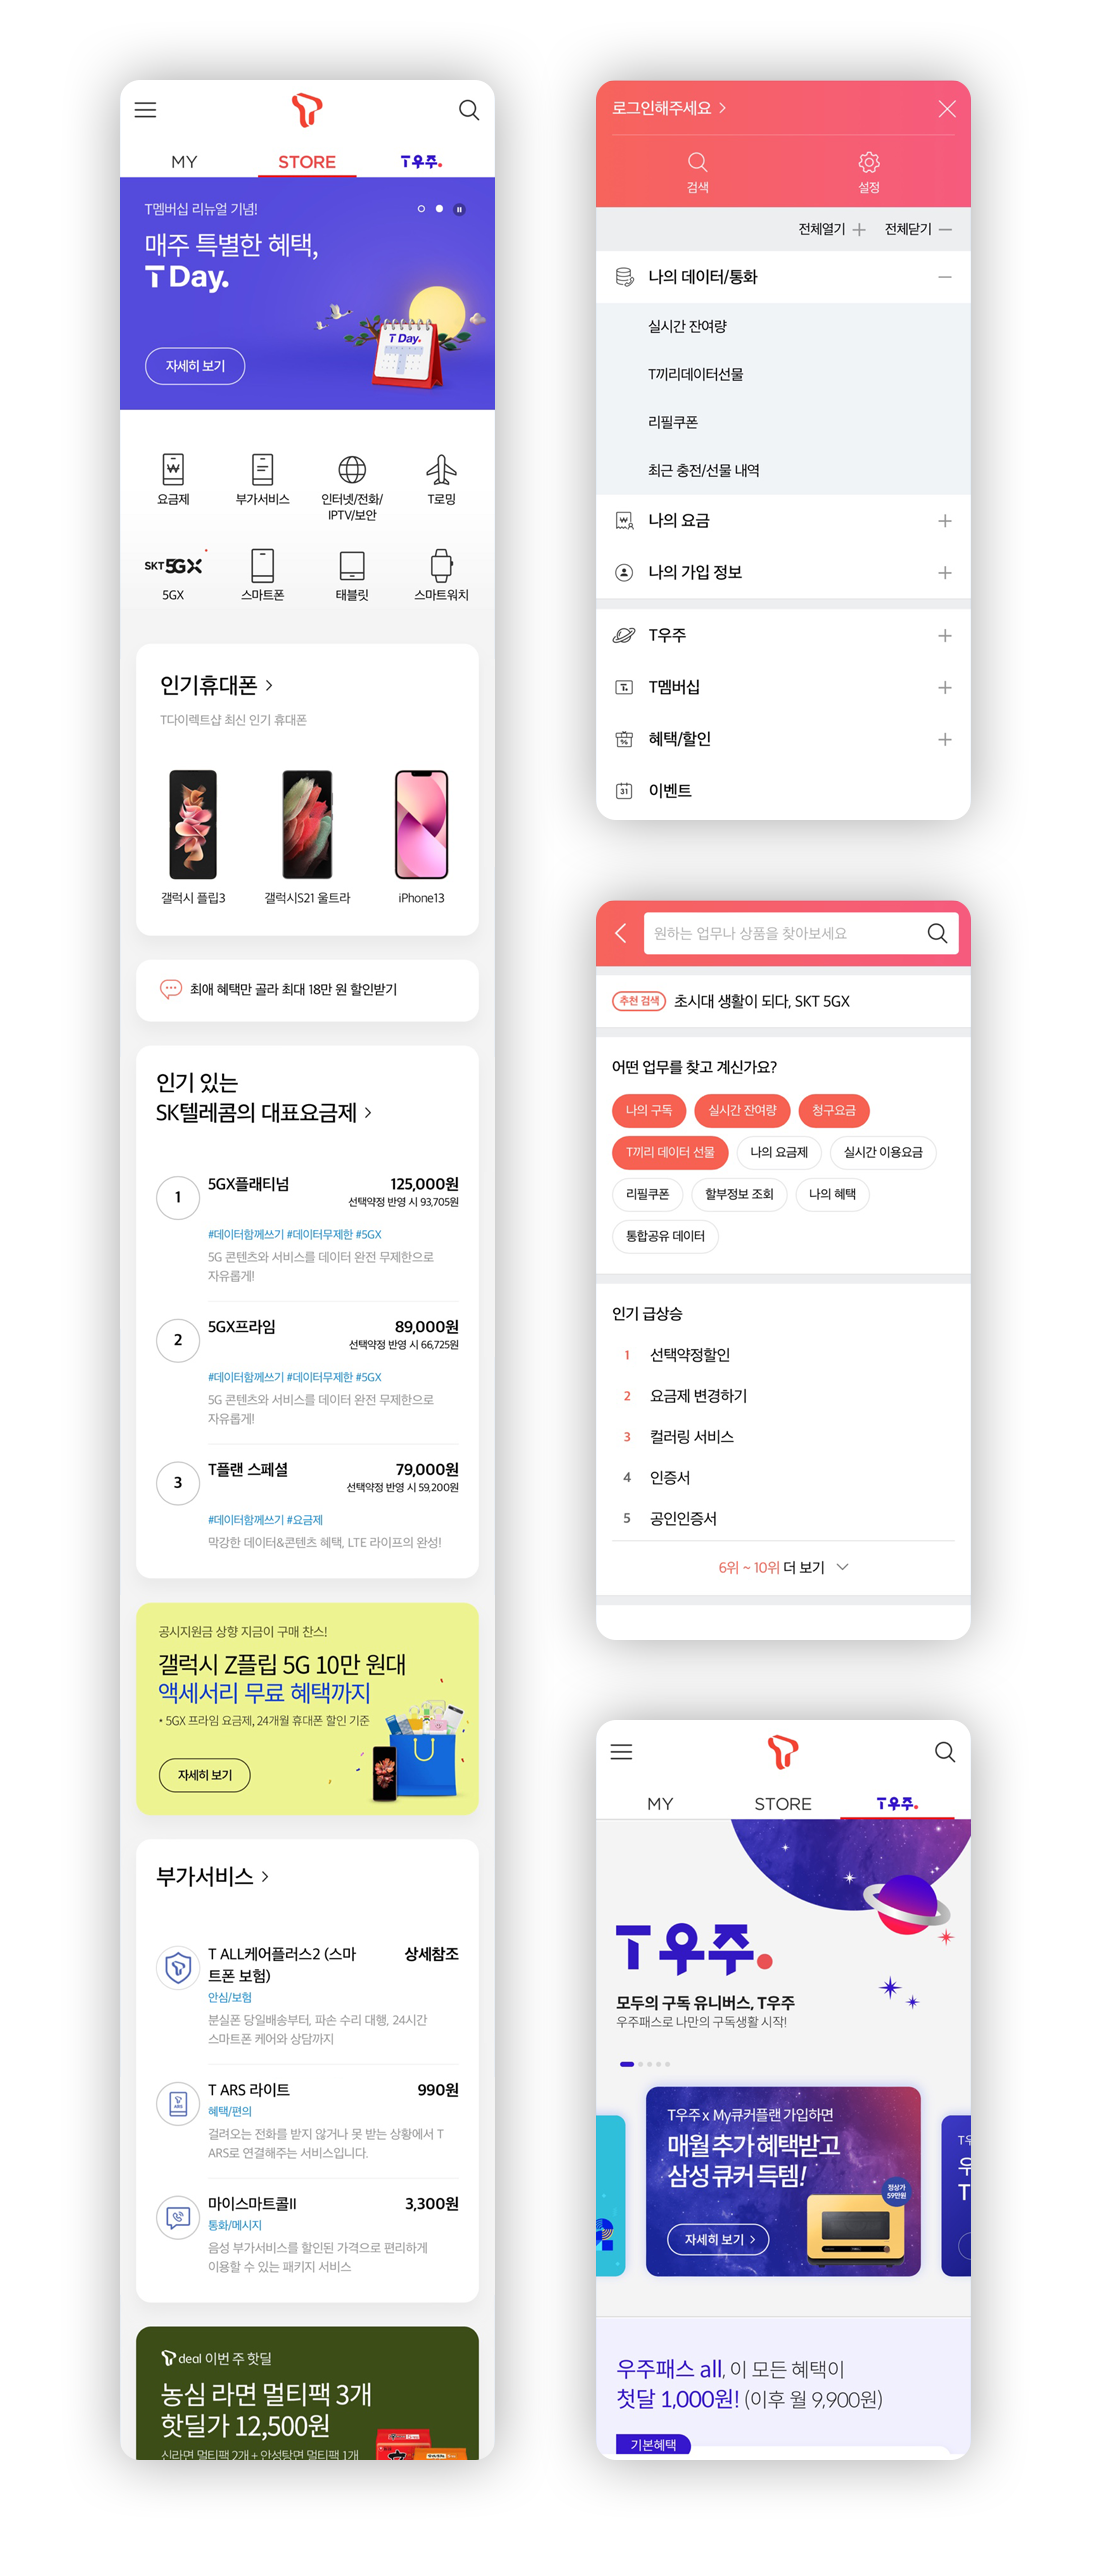 MY
STORE
T우주.
T멤버십 리뉴얼 기념!
매주 특별한 혜택,
T Day.
T Day.
자세히 보기
요금제
부가서비스
인터넷/전화/
IPTV/보안
T로밍
SKT 5GX
5GX
스마트폰
태블릿
스마트워치
인기휴대폰
T다이렉트샵 최신 인기 휴대폰
갤럭시 플립3
갤럭시S21 울트라
iPhone13
최애 혜택만 골라 최대 18만 원 할인받기
인기 있는
SK텔레콤의 대표요금제
1
5GX플래티넘
125,000원
선택약정 반영 시 93,705원
#데이터함께쓰기 #데이터무제한 #5GX
5G 콘텐츠와 서비스를 데이터 완전 무제한으로
자유롭게!
2
5GX프라임
89,000원
선택약정 반영 시 66,725원
#데이터함께쓰기 #데이터무제한 #5GX
5G 콘텐츠와 서비스를 데이터 완전 무제한으로
자유롭게!
3
T플랜 스페셜
79,000원
선택약정 반영 시 59,200원
#데이터함께쓰기 #요금제
막강한 데이터&콘텐츠 혜택, LTE 라이프의 완성!
공시지원금 상향 지금이 구매 찬스!
갤럭시 Z플립 5G 10만 원대
액세서리 무료 혜택까지
* 5GX 프라임 요금제, 24개월 휴대폰 할인 기준
자세히 보기
부가서비스
T ALL케어플러스2 (스마
트폰 보험)
상세참조
안심/보험
분실폰 당일배송부터, 파손 수리 대행, 24시간
스마트폰 케어와 상담까지
ARS
T ARS 라이트
990원
혜택/편의
걸려오는 전화를 받지 않거나 못 받는 상황에서 T
ARS로 연결해주는 서비스입니다.
마이스마트콜II
3,300원
통화/메시지
음성 부가서비스를 할인된 가격으로 편리하게
이용할 수 있는 패키지 서비스
deal 이번 주 핫딜
농심 라면 멀티팩 3개
핫딜가 12,500원
신라면 멀티팩 2개 + 안성탕면 멀티팩 1개
로그인해주세요
검색
설정
전체열기
전체닫기
나의 데이터/통화
실시간 잔여량
T끼리데이터선물
리필쿠폰
최근 충전/선물 내역
나의 요금
나의 가입 정보
T우주
T멤버십
혜택/할인
31
이벤트
원하는 업무나 상품을 찾아보세요
추천 검색
초시대 생활이 되다, SKT 5GX
어떤 업무를 찾고 계신가요?
나의 구독
실시간 잔여량
청구요금
T끼리 데이터 선물
나의 요금제
실시간 이용요금
리필쿠폰
할부정보 조회
나의 혜택
통합공유 데이터
인기 급상승
1 선택약정할인
2 요금제 변경하기
3 컬러링 서비스
4 인증서
5 공인인증서
6위 ~ 10위 더 보기
MY
STORE
T우주.
T우주.
모두의 구독 유니버스, T우주
우주패스로 나만의 구독생활 시작!
T우주 x My큐커플랜 가입하면
매월 추가 혜택받고
삼성 큐커 득템!
정상가
59만원
자세히 보기
T우
우
T
우주패스 all, 이 모든 혜택이
첫달 1,000원! (이후 월 9,900원)
기본혜택